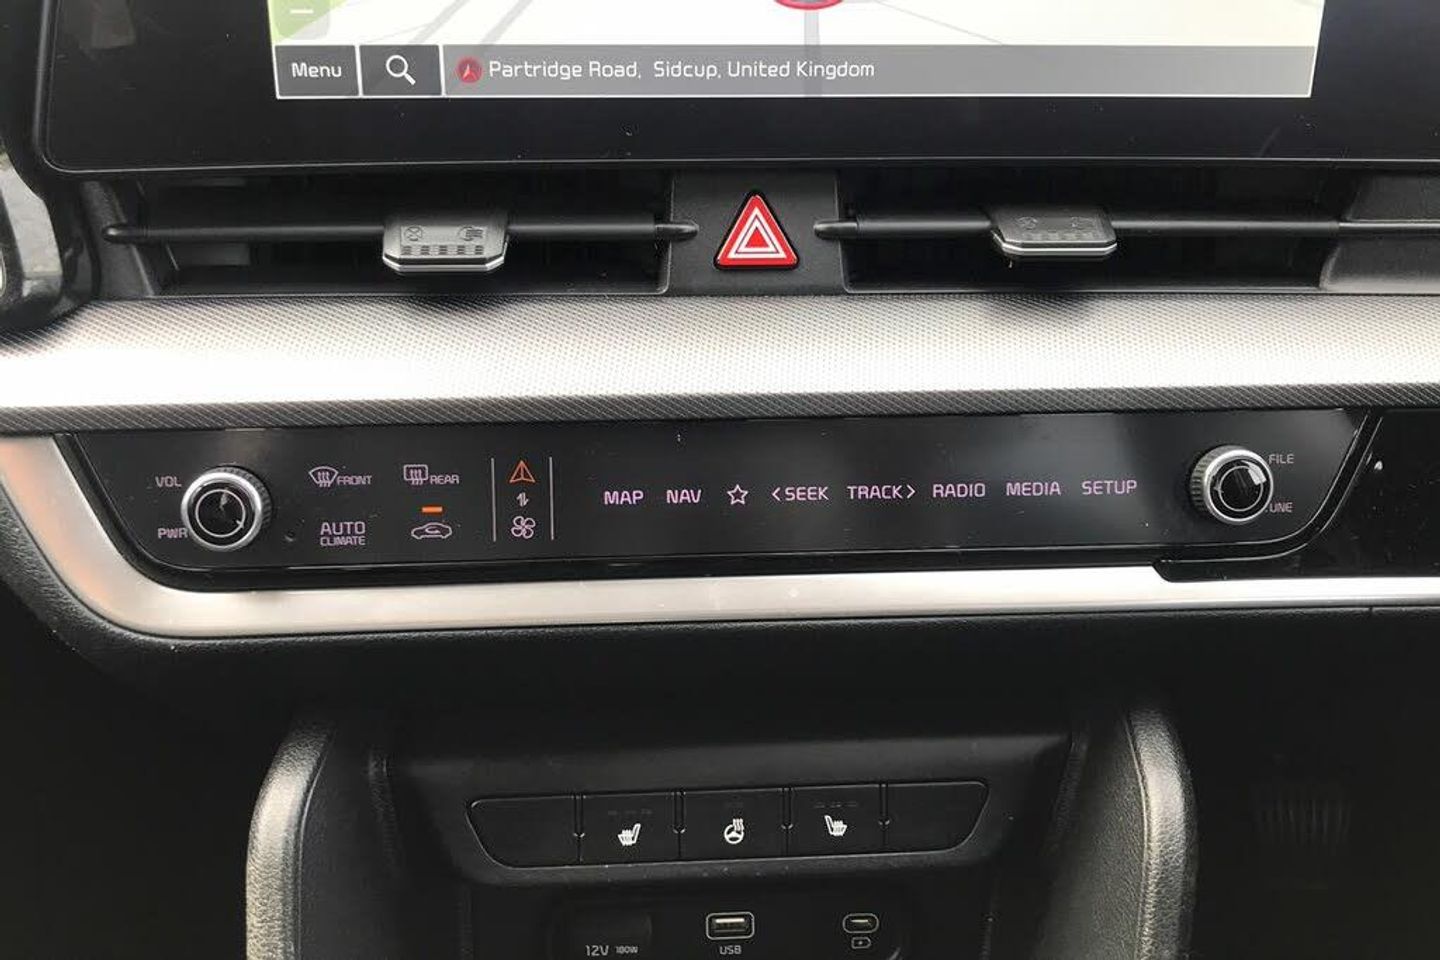 Menu
Partridge Road, Sidcup, United Kingdom
VOL
PWR
FRONT
REAR
AUTO
CLIMATE
MAP
NAV
<SEEK
TRACK>
RADIO
MEDIA
SETUP
FILE
12V 180W
USB